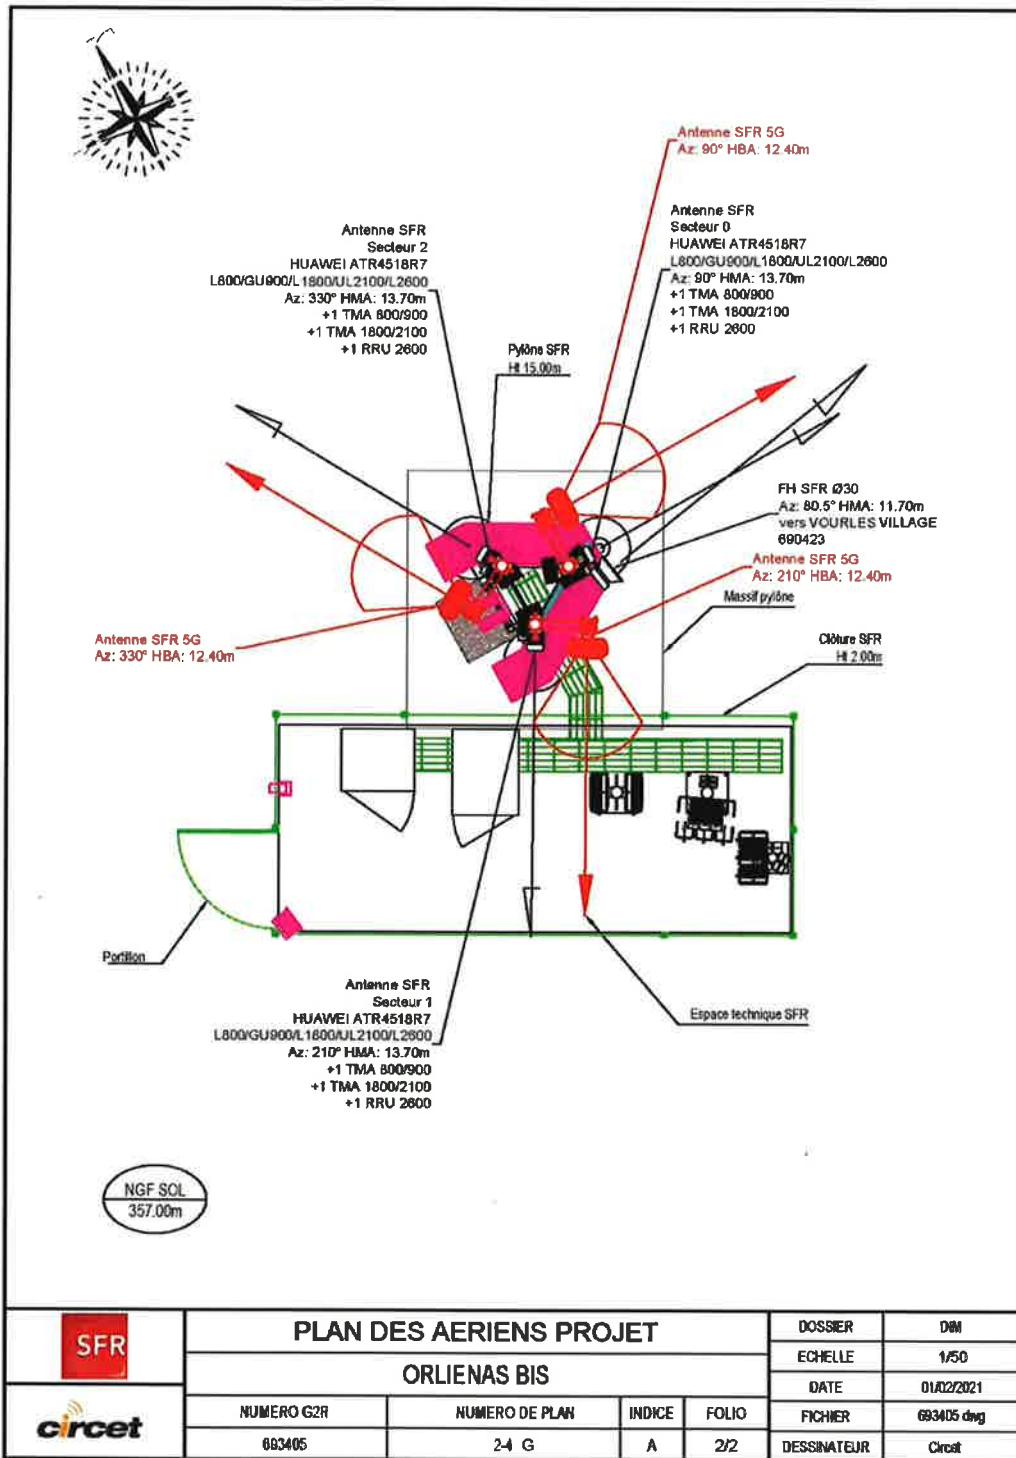 Antenne SFR 5G
Az: 90° HBA: 12.40m
Antenne SFR
Secteur 0
HUAWEI ATR4518R7
L800/GU900/L1800/UL2100/L2600
Az: 90° HMA: 13.70m
+1 TMA 800/900
+1 TMA 1800/2100
+1 RRU 2600
Antenne SFR
Secteur 2
HUAWEI ATR4518R7
L800/GU900/L1800/UL2100/L2600
Az: 330° HMA: 13.70m
+1 TMA 800/900
+1 TMA 1800/2100
+1 RRU 2600
Pylône SFR
Ht 15.00m
FH SFR Ø30
Az: 80.5° HMA: 11.70m
vers VOURLES VILLAGE
690423
Antenne SFR 5G
Az: 210° HBA: 12.40m
Massif pylône
Antenne SFR 5G
Az: 330° HBA: 12.40m
Clôture SFR
Ht 2.00m
Portillon
Antenne SFR
Secteur 1
HUAWEI ATR4518R7
L800/GU900/L1800/UL2100/L2600
Az: 210° HMA: 13.70m
+1 TMA 800/900
+1 TMA 1800/2100
+1 RRU 2600
Espace technique SFR
NGF SOL
357.00m
SFR
circet
PLAN DES AERIENS PROJET
ORLIENAS BIS
NUMERO G2R
NUMERO DE PLAN
INDICE
FOLIO
693405
2-4 G
A
2/2
DOSSIER
DIM
ECHELLE
1/50
DATE
01/02/2021
FICHIER
693405 dwg
DESSINATEUR
Circet